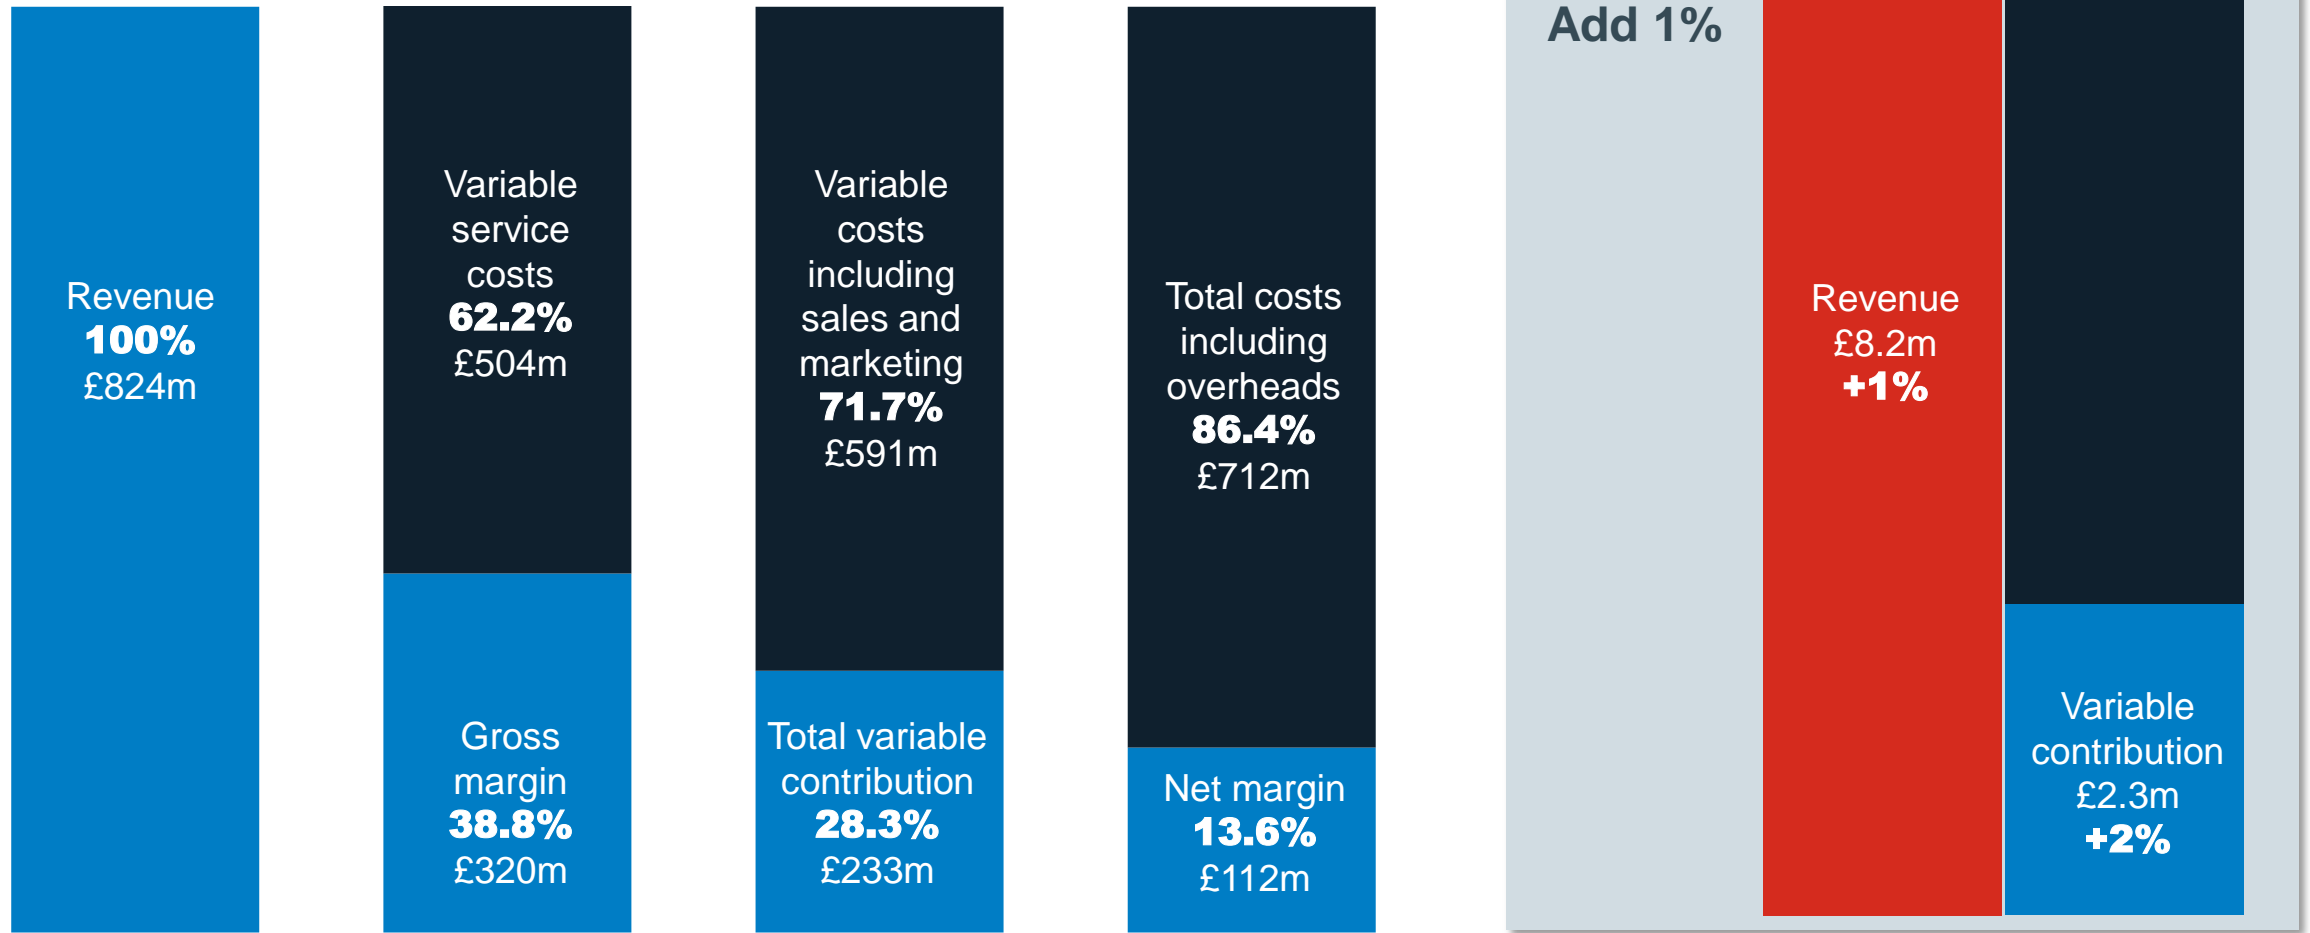 Revenue
100%
£824m
Variable
service
costs
62.2%
£504m
Gross
margin
38.8%
£320m
Variable
costs
including
sales and
marketing
71.7%
£591m
Total variable
contribution
28.3%
£233m
Total costs
including
overheads
86.4%
£712m
Net margin
13.6%
£112m
Add 1%
Revenue
£8.2m
+1%
Variable
contribution
£2.3m
+2%